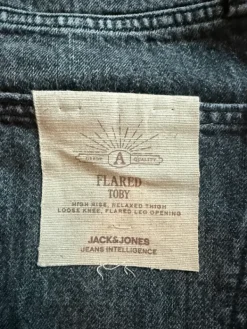 DENIM A QUALITY
FLARED
TOBY
HIGH RISE, RELAXED THIGH
LOOSE KNEE, FLARED LEG OPENING
JACK&JONES
JEANS INTELLIGENCE